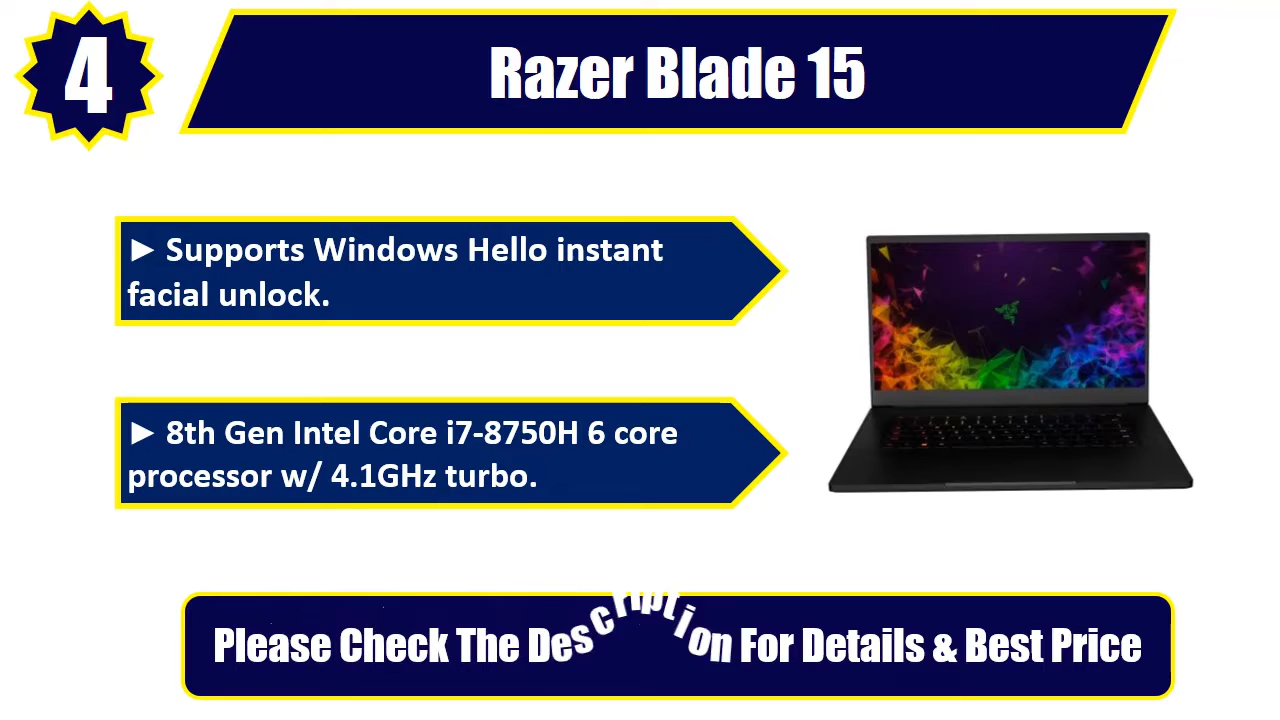 4
Razer Blade 15
► Supports Windows Hello instant
facial unlock.
► 8th Gen Intel Core i7-8750H 6 core
processor w/ 4.1GHz turbo.
Please Check The Description For Details & Best Price